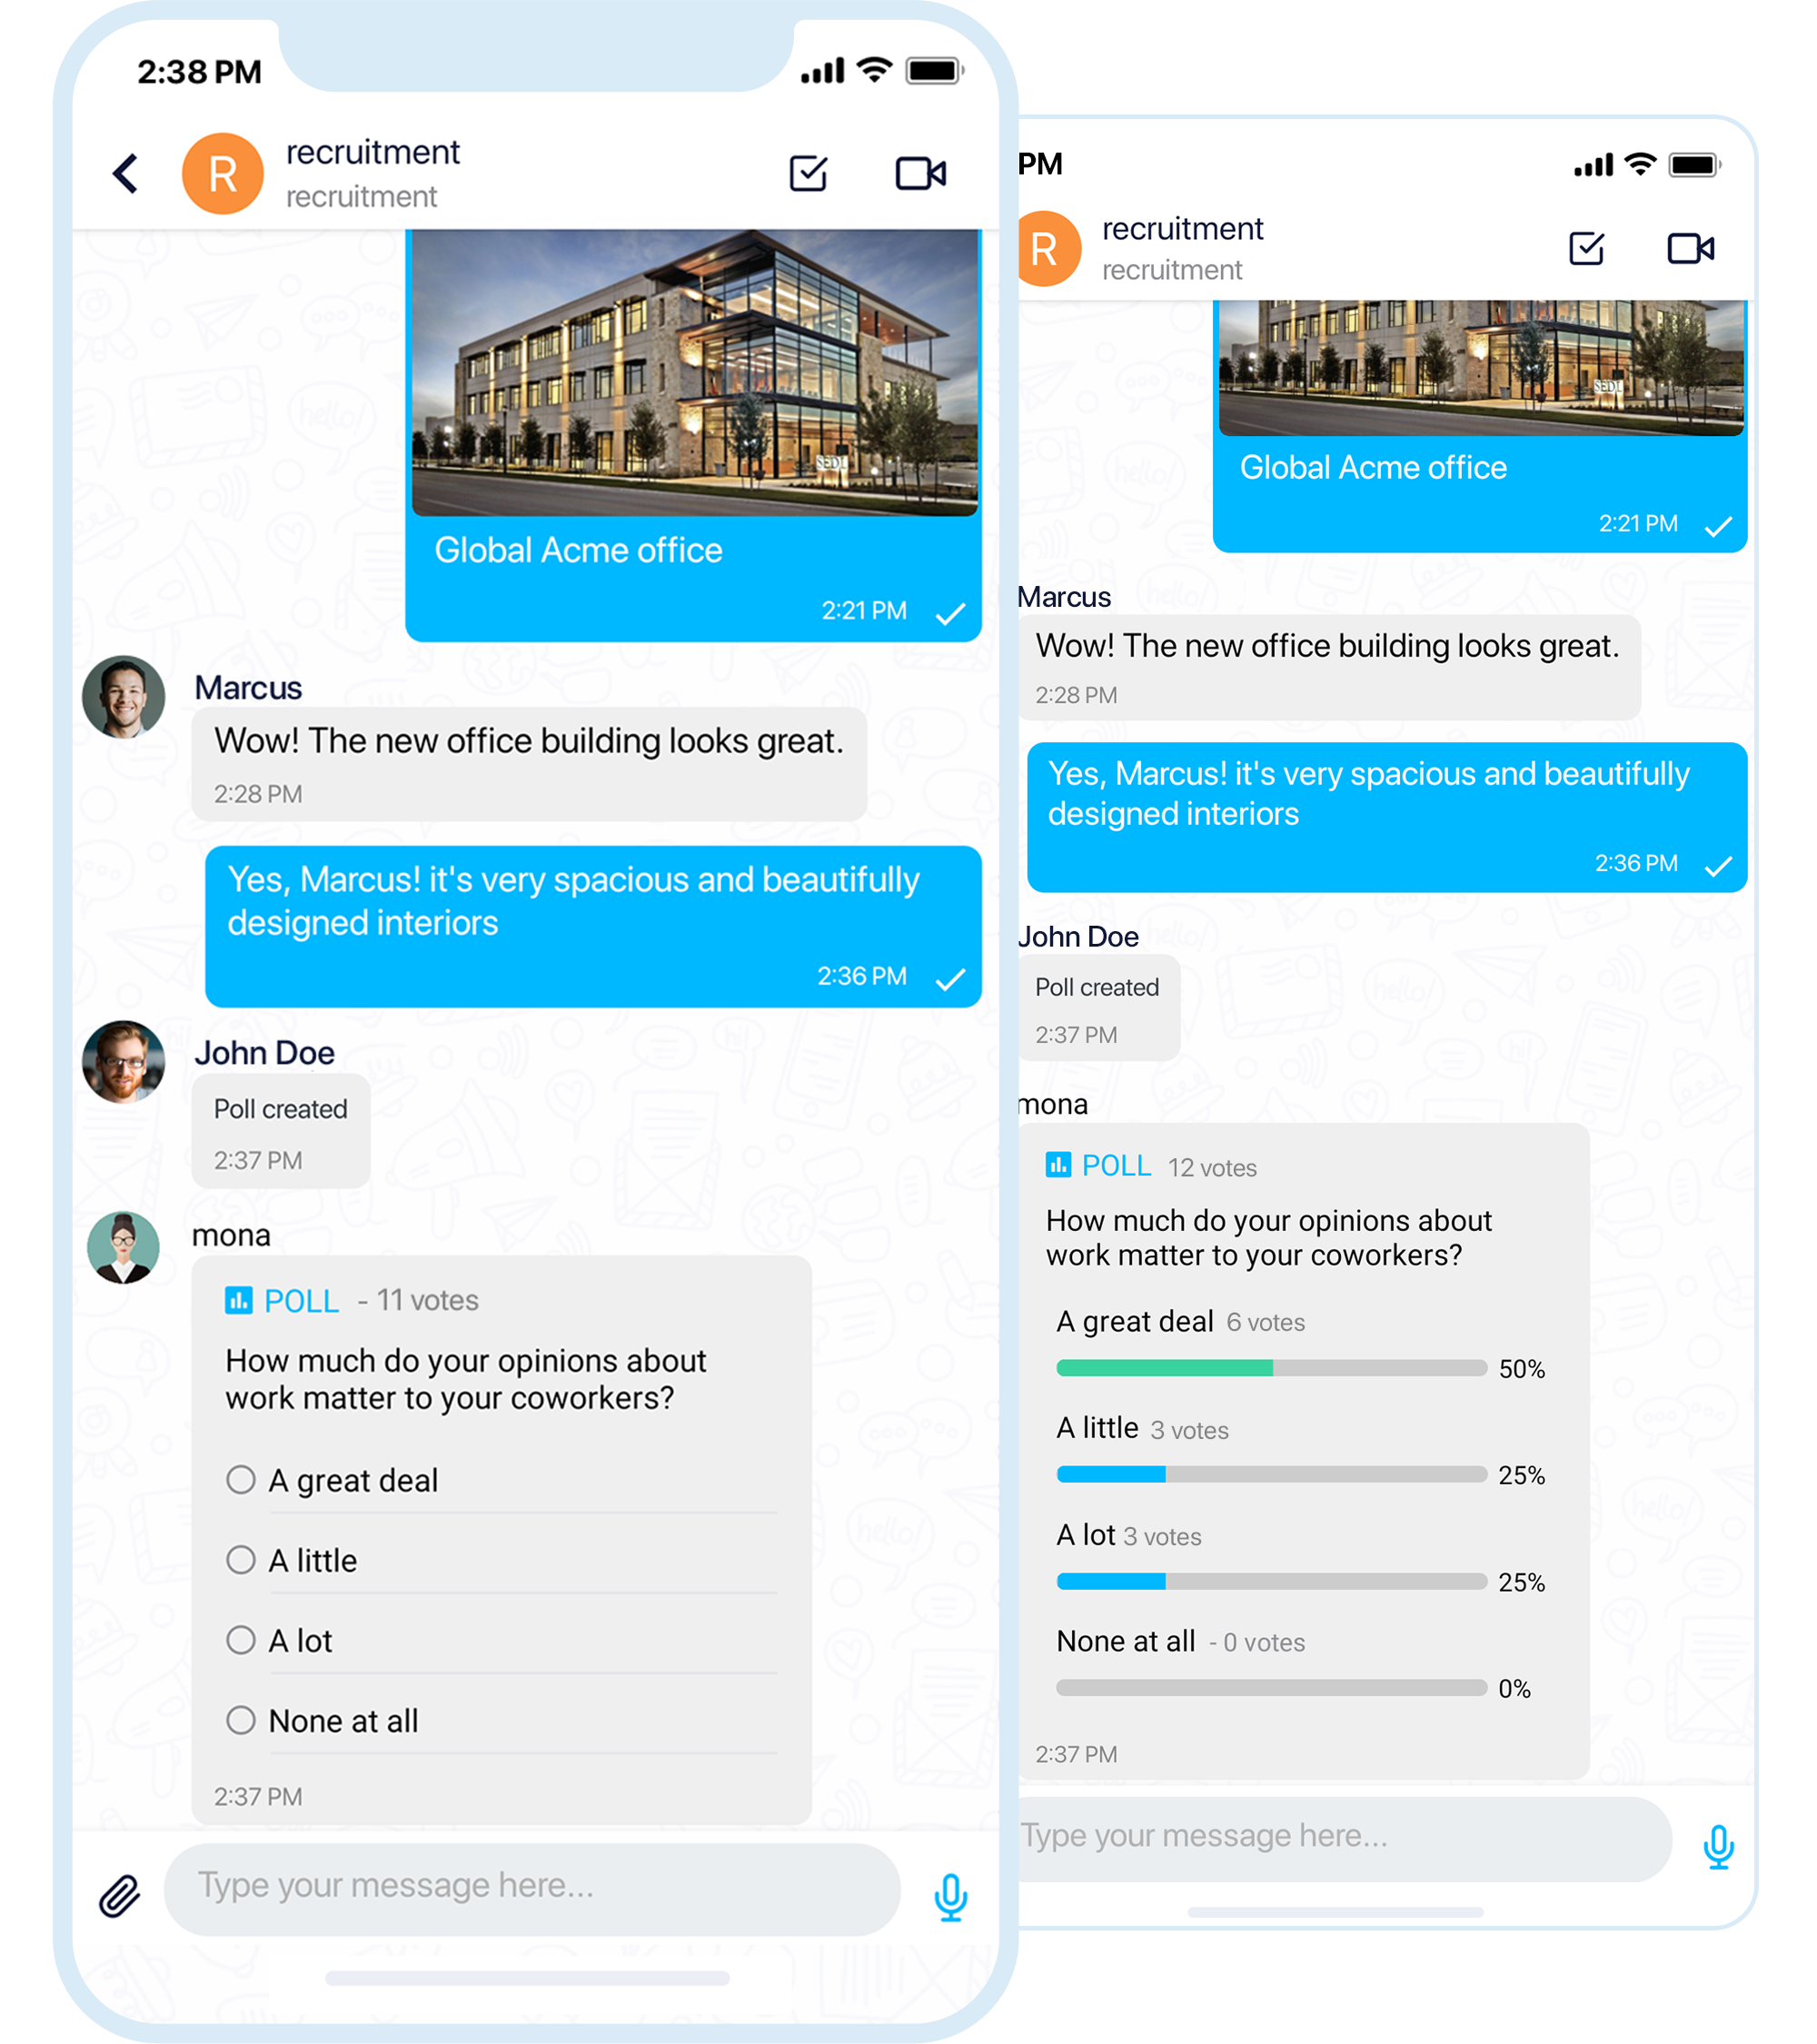 2:38 PM
R
recruitment
recruitment
SEDL
Global Acme office
2:21 PM
Marcus
Wow! The new office building looks great.
2:28 PM
Yes, Marcus! it's very spacious and beautifully
designed interiors
2:36 PM
John Doe
Poll created
2:37 PM
mona
POLL - 11 votes
How much do your opinions about
work matter to your coworkers?
A great deal
A little
A lot
None at all
2:37 PM
Type your message here...
PM
R
recruitment
recruitment
SEDL
Global Acme office
2:21 PM
Marcus
Wow! The new office building looks great.
2:28 PM
Yes, Marcus! it's very spacious and beautifully
designed interiors
2:36 PM
John Doe
Poll created
2:37 PM
mona
POLL 12 votes
How much do your opinions about
work matter to your coworkers?
A great deal 6 votes
50%
A little 3 votes
25%
A lot 3 votes
25%
None at all - 0 votes
0%
2:37 PM
Type your message here...